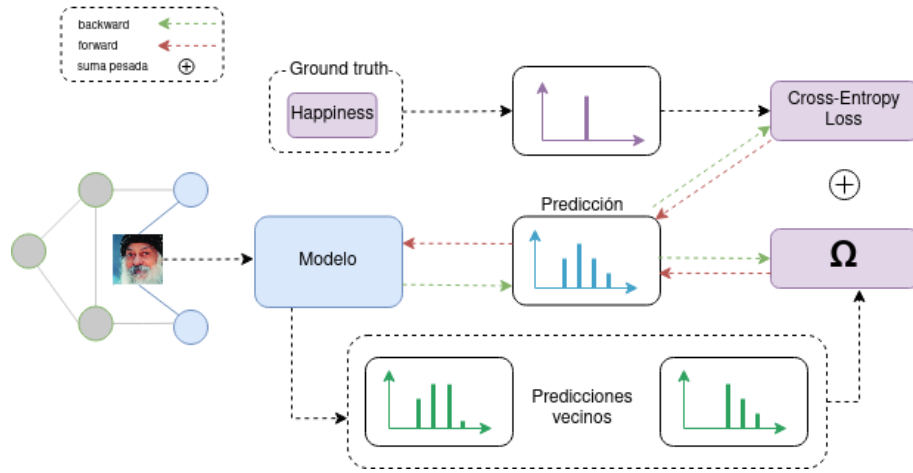 backward
forward
suma pesada
Ground truth
Happiness
Cross-Entropy
Loss
Predicción
Modelo
Ω
Predicciones
vecinos